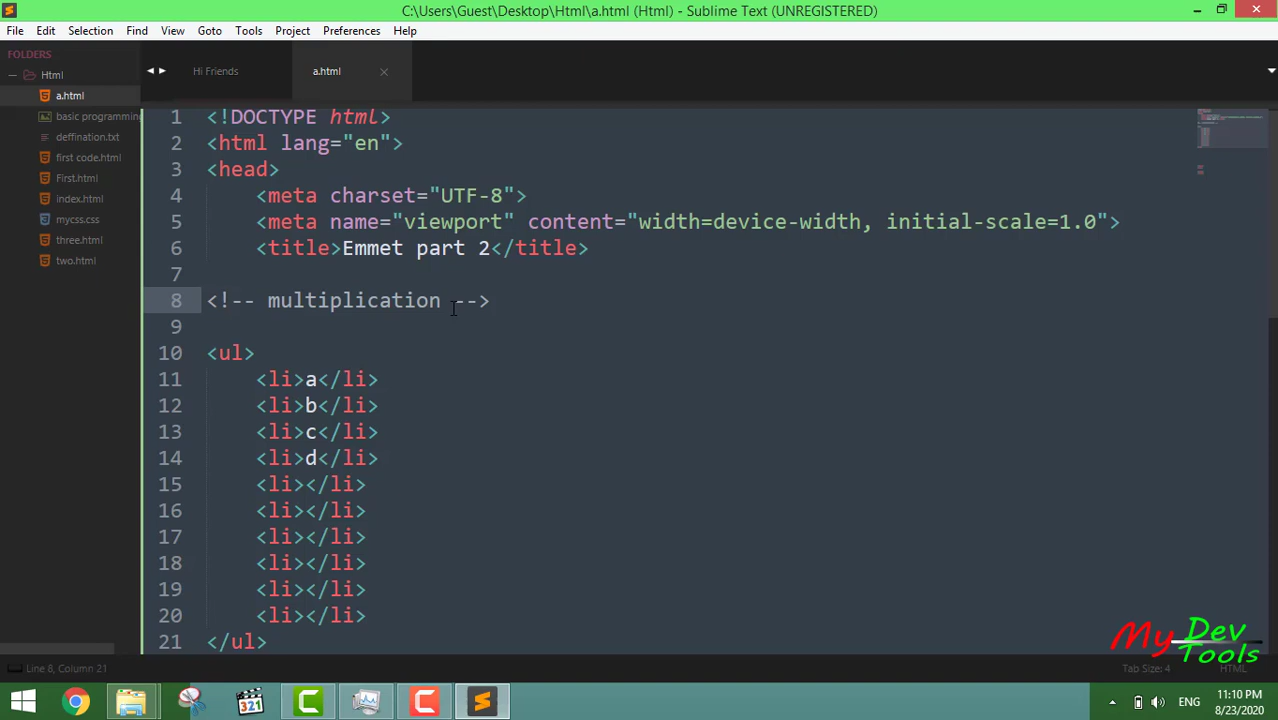 C:\Users\Guest\Desktop\Html\a.html (Html) - Sublime Text (UNREGISTERED)
File Edit Selection Find View Goto Tools Project Preferences Help
FOLDERS
Html
a.html
basic programming
deffination.txt
first code.html
First.html
index.html
mycss.css
three.html
two.html
Hi Friends
a.html
1 <!DOCTYPE html>
2 <html lang="en">
3 <head>
4 <meta charset="UTF-8">
5 <meta name="viewport" content="width=device-width, initial-scale=1.0">
6 <title>Emmet part 2</title>
7
8 <!-- multiplication -->
9
10 <ul>
11 <li>a</li>
12 <li>b</li>
13 <li>c</li>
14 <li>d</li>
15 <li></li>
16 <li></li>
17 <li></li>
18 <li></li>
19 <li></li>
20 <li></li>
21 </ul>
My Dev Tools
Line 8, Column 21
Tab Size: 4
HTML
321
ENG
11:10 PM
8/23/2020